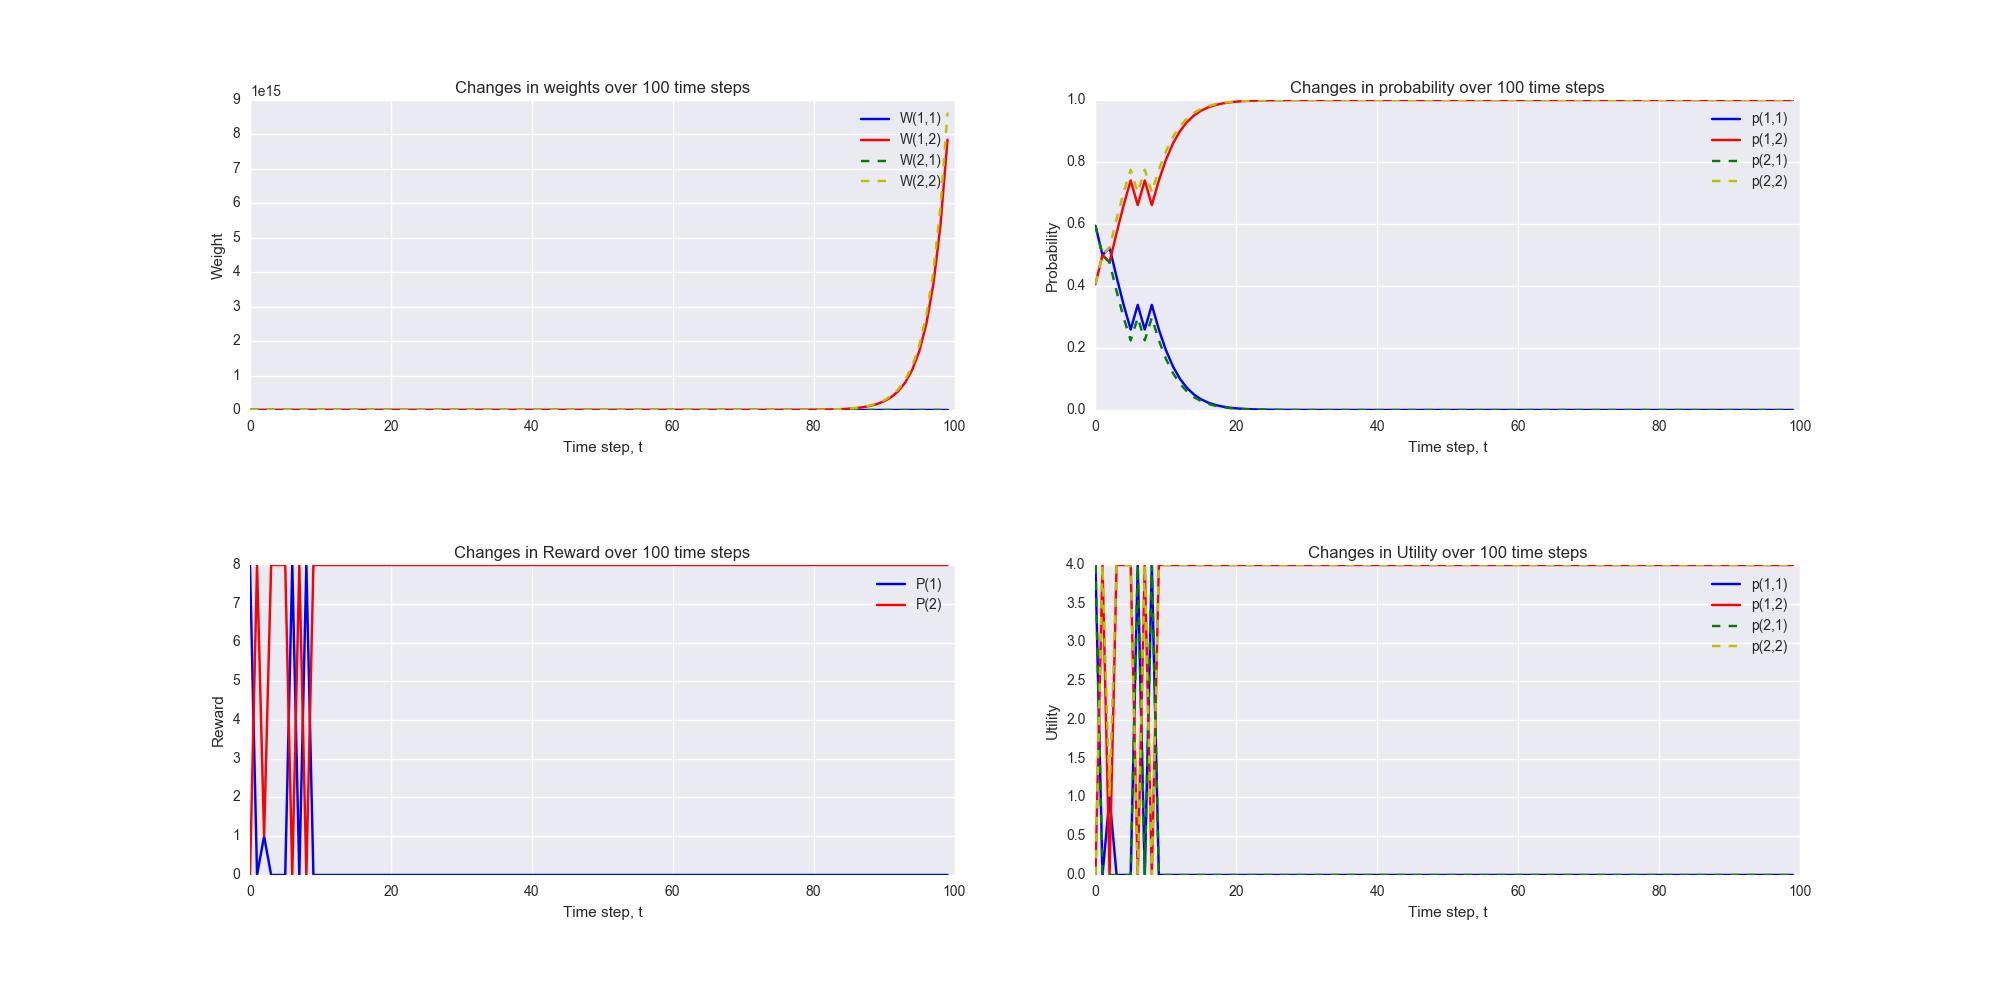 Changes in weights over 100 time steps
1e15
9
8
7
6
5
4
3
2
1
0
Weight
W(1,1)
W(1,2)
W(2,1)
W(2,2)
0 20 40 60 80 100
Time step, t
Changes in probability over 100 time steps
1.0
0.8
0.6
0.4
0.2
0.0
Probability
p(1,1)
p(1,2)
p(2,1)
p(2,2)
0 20 40 60 80 100
Time step, t
Changes in Reward over 100 time steps
8
7
6
5
4
3
2
1
0
Reward
P(1)
P(2)
0 20 40 60 80 100
Time step, t
Changes in Utility over 100 time steps
4.0
3.5
3.0
2.5
2.0
1.5
1.0
0.5
0.0
Utility
p(1,1)
p(1,2)
p(2,1)
p(2,2)
0 20 40 60 80 100
Time step, t